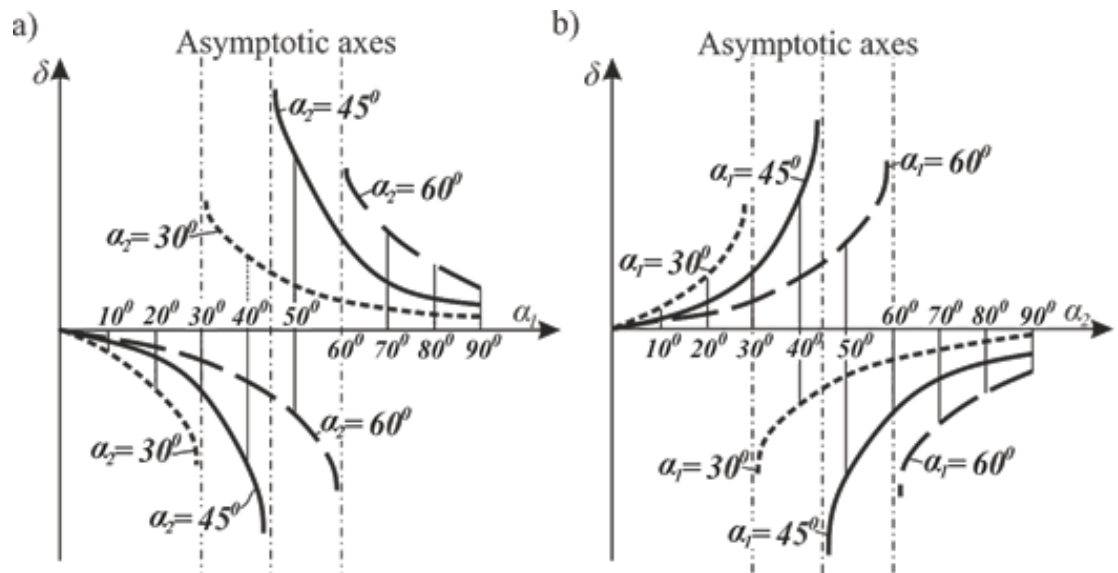 a)
Asymptotic axes
δ
α₂= 45⁰
α₂= 60⁰
α₂= 30⁰
10⁰ 20⁰ 30⁰ 40⁰ 50⁰ 60⁰ 70⁰ 80⁰ 90⁰
α₁
α₂= 30⁰
α₂= 60⁰
α₂= 45⁰
b)
Asymptotic axes
δ
α₁= 45⁰
α₁= 60⁰
α₁= 30⁰
10⁰ 20⁰ 30⁰ 40⁰ 50⁰ 60⁰ 70⁰ 80⁰ 90⁰
α₂
α₁= 30⁰
α₁= 60⁰
α₁= 45⁰